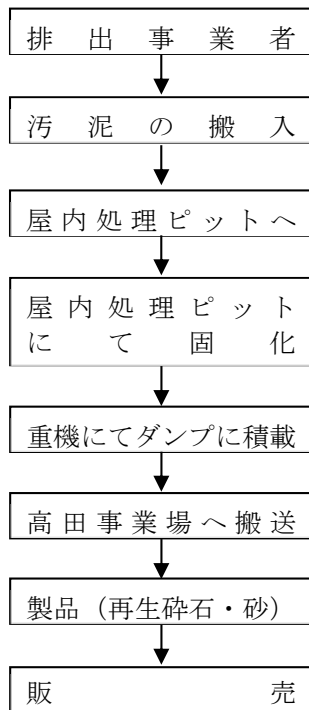 排出事業者
汚泥の搬入
屋内処理ピットへ
屋内処理ピット
にて固化
重機にてダンプに積載
高田事業場へ搬送
製品（再生砕石・砂）
販売